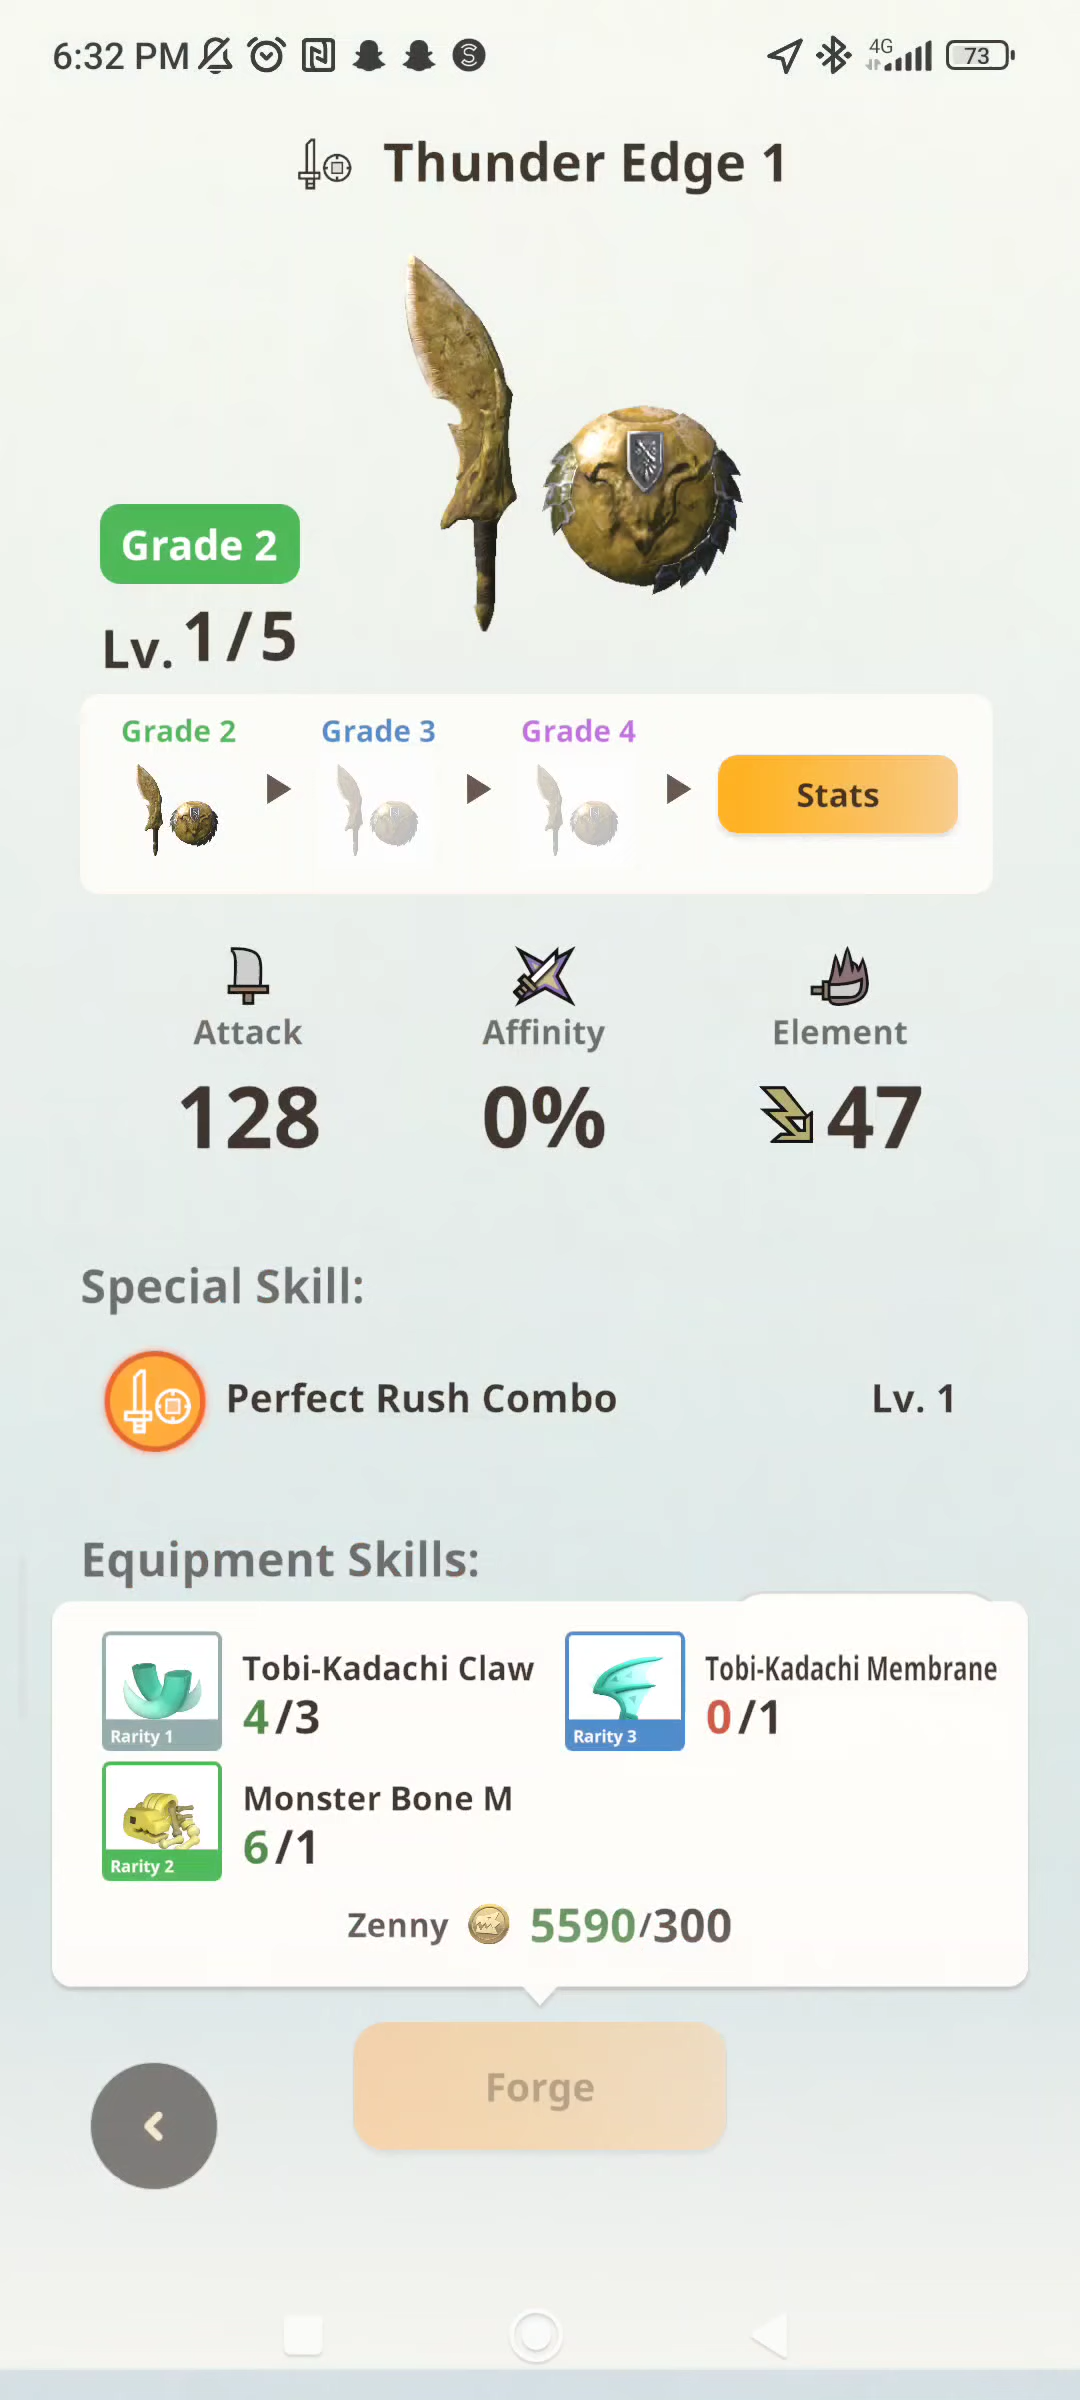 6:32 PM
4G
73
Thunder Edge 1
Grade 2
Lv. 1/5
Grade 2
Grade 3
Grade 4
Stats
Attack
Affinity
Element
128
0%
47
Special Skill:
Perfect Rush Combo
Lv. 1
Equipment Skills:
Tobi-Kadachi Claw
4/3
Rarity 1
Tobi-Kadachi Membrane
0/1
Rarity 3
Monster Bone M
6/1
Rarity 2
Zenny 5590/300
Forge